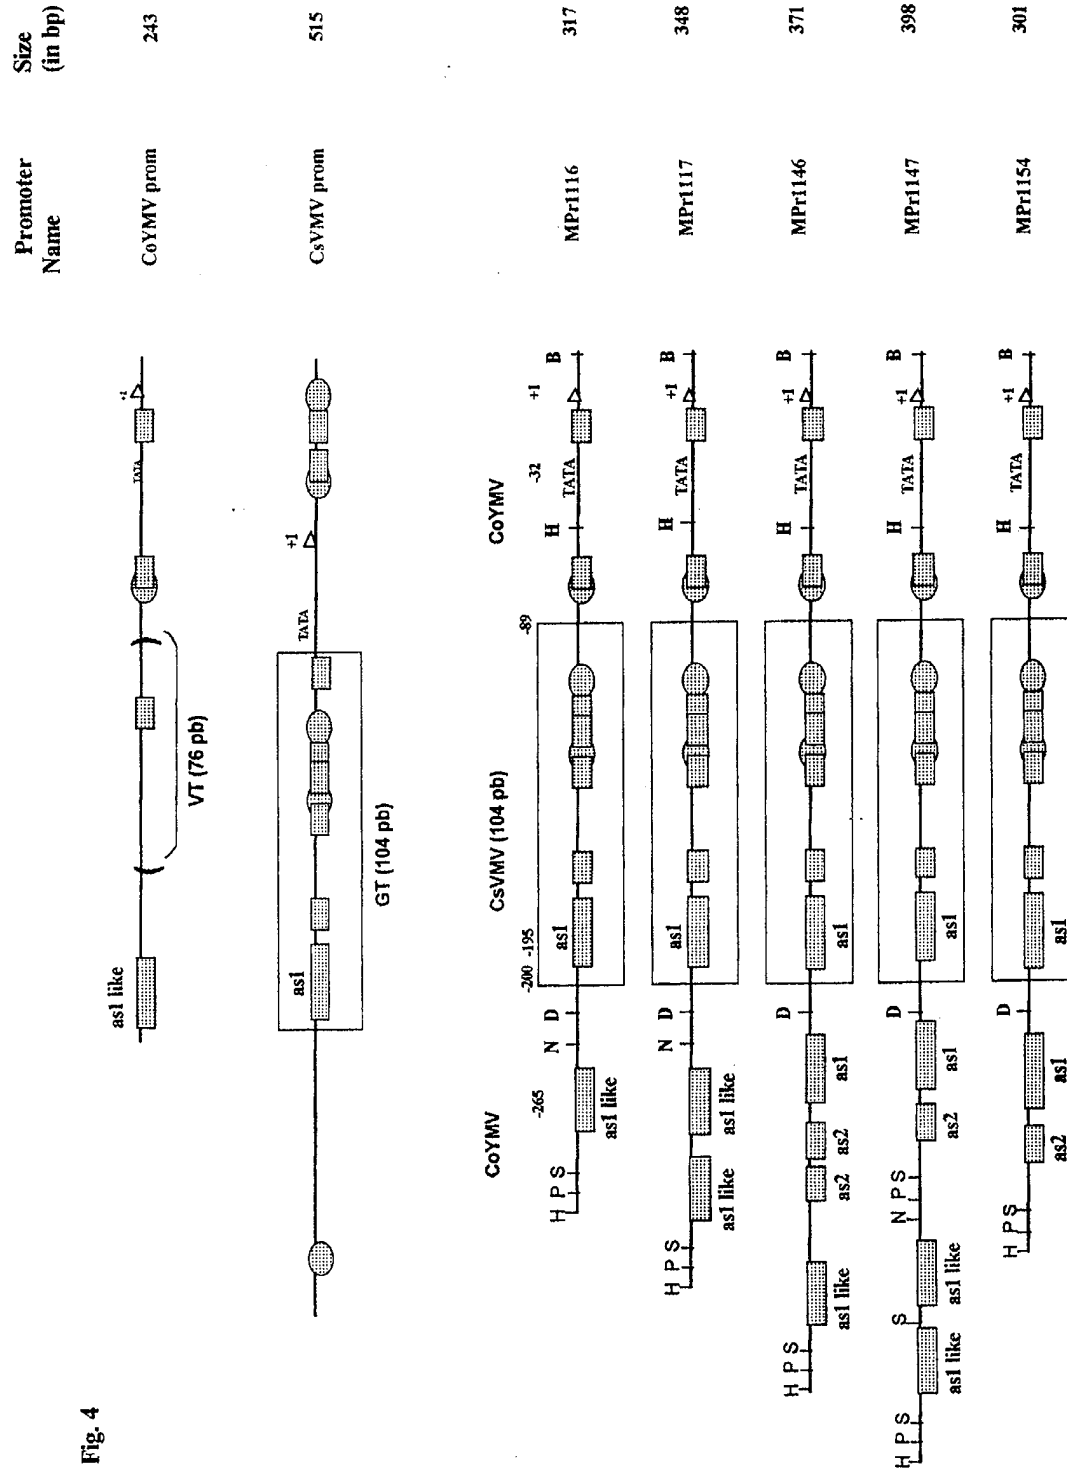 Fig. 4
Promoter Name
Size (in bp)
as1 like
TATA
+1
VT (76 pb)
CoYMV prom
243
as1
TATA
+1
GT (104 pb)
CsVMV prom
515
CoYMV
CsVMV (104 pb)
CoYMV
-265
-200 -195
-89
-32
+1
H P S
as1 like
N D
as1
H
TATA
B
MPr1116
317
H P S
as1 like
as1 like
N D
as1
H
TATA
+1
B
MPr1117
348
H P S
as1 like
as2
as2
as1
D
as1
H
TATA
+1
B
MPr1146
371
H P S
as1 like
S
as1 like
N P S
as2
as1
D
as1
H
TATA
+1
B
MPr1147
398
H P S
as2
as1
D
as1
H
TATA
+1
B
MPr1154
301